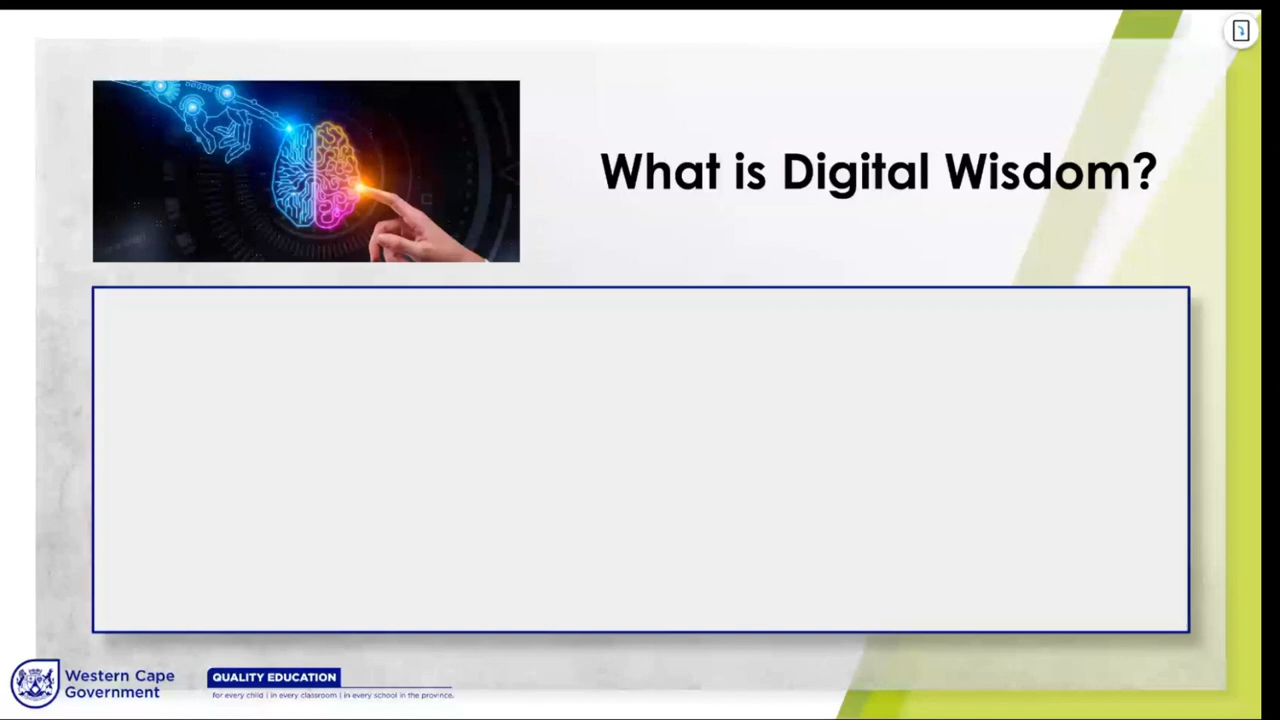 What is Digital Wisdom?
Western Cape
Government
QUALITY EDUCATION
for every child | in every classroom | in every school in the province.